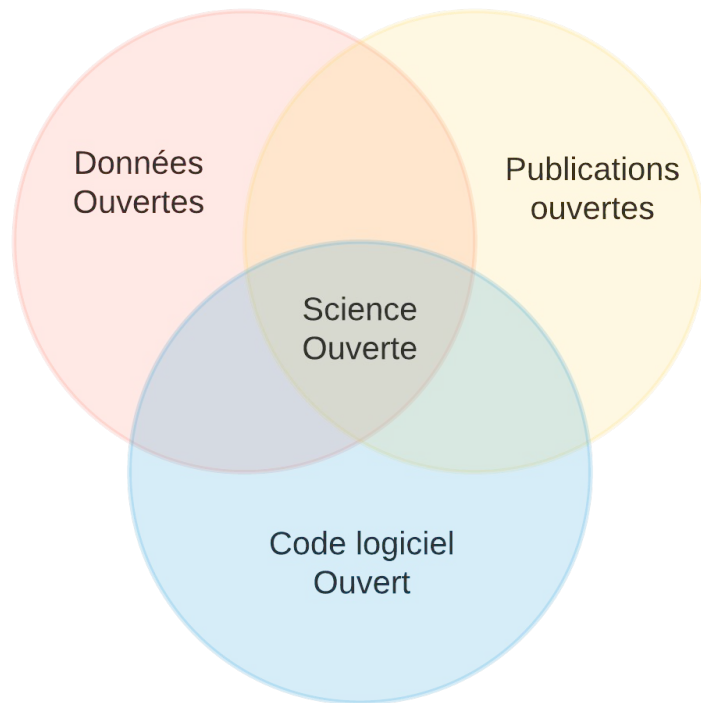 Données
Ouvertes
Publications
ouvertes
Science
Ouverte
Code logiciel
Ouvert